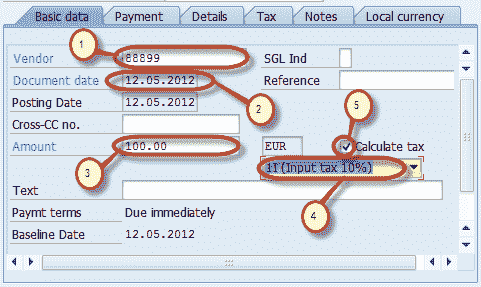 Basic data Payment Details Tax Notes Local currency
1
Vendor 88899 SGL Ind
Document date 12.05.2012 Reference
2 5
Posting Date 12.05.2012
Cross-CC no.
Amount 100.00 EUR Calculate tax
3 (Input tax 10%)
4
Text
Paymt terms Due immediately
Baseline Date 12.05.2012